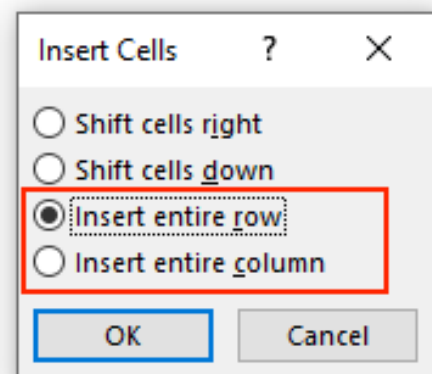 Insert Cells ?
Shift cells right
Shift cells down
Insert entire row
Insert entire column
OK Cancel